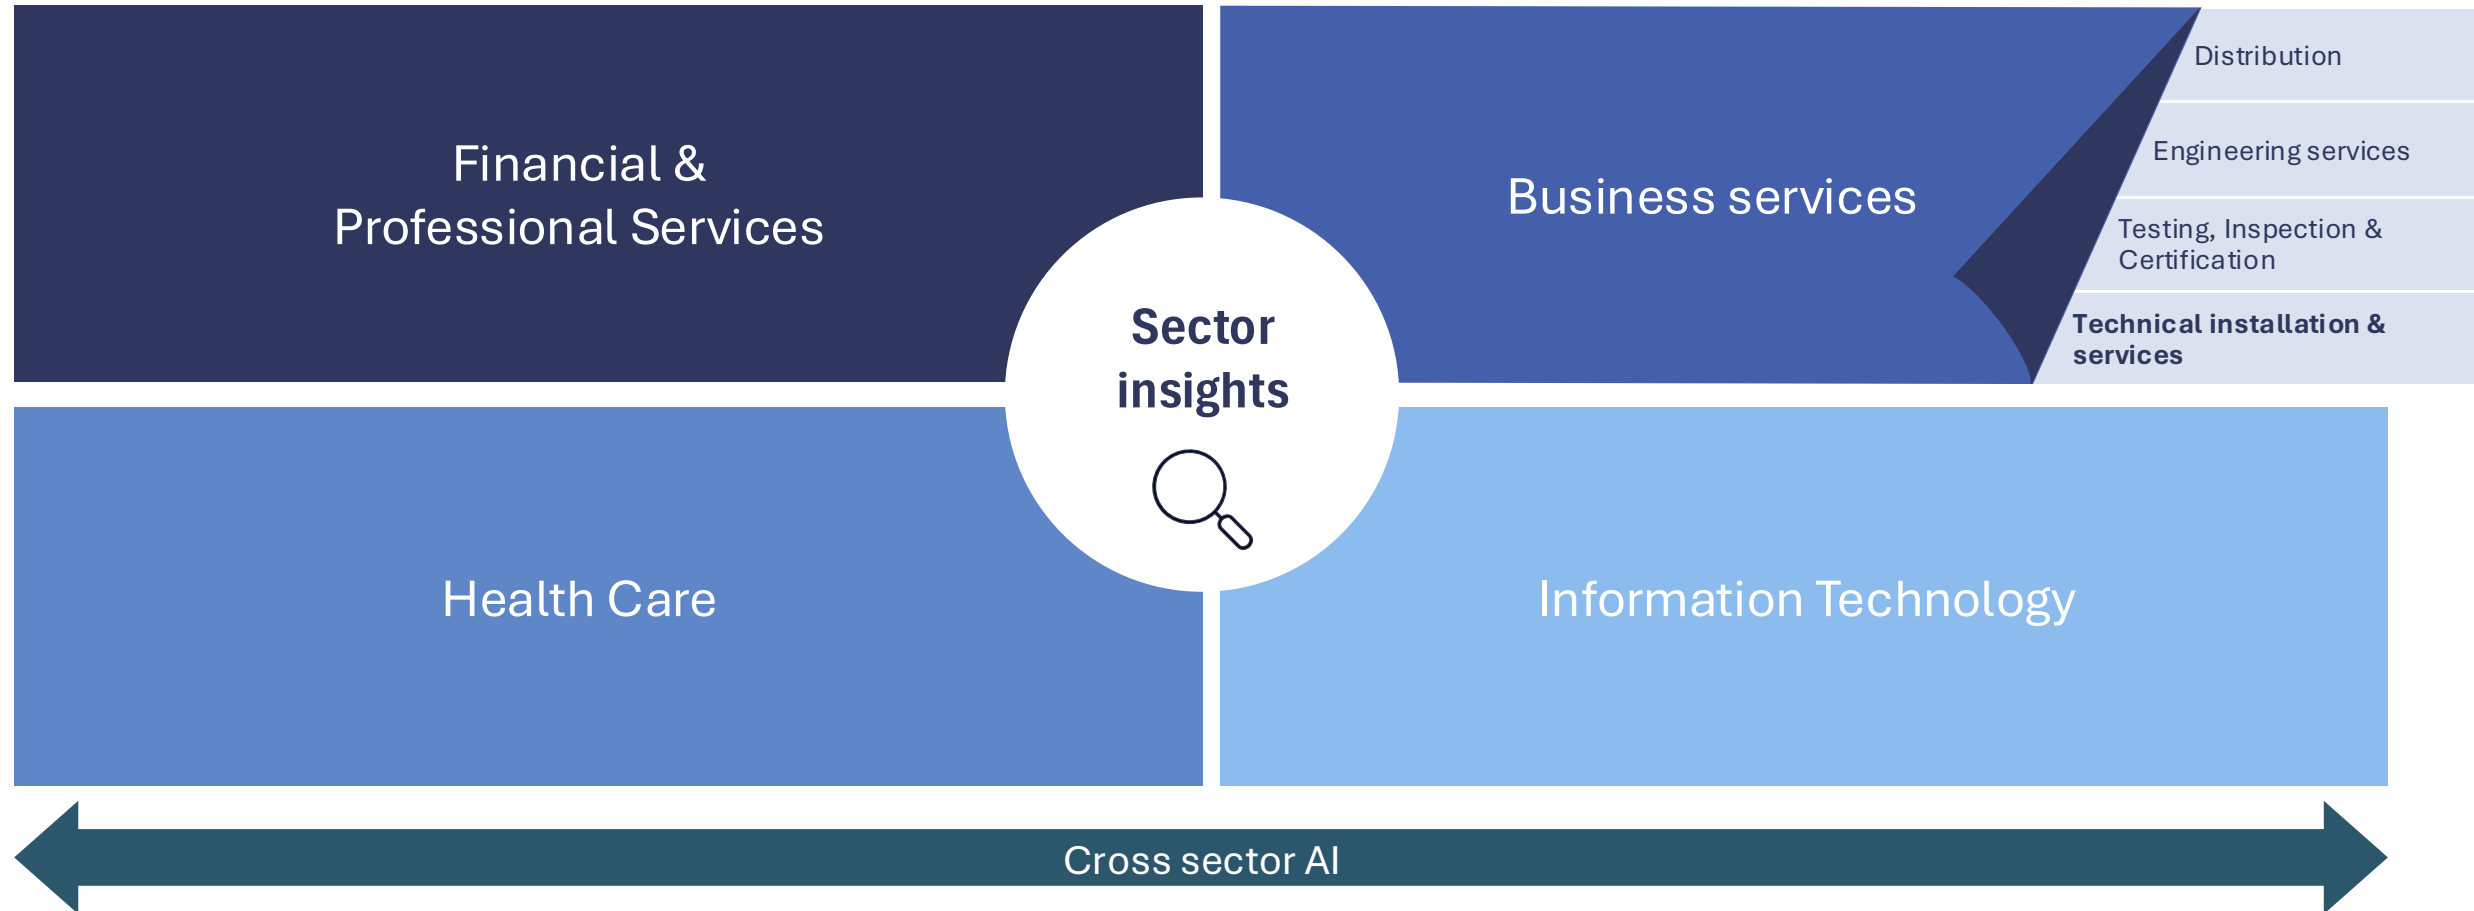 Financial &
Professional Services
Business services
Distribution
Engineering services
Testing, Inspection &
Certification
Technical installation &
services
Sector
insights
Health Care
Information Technology
Cross sector AI